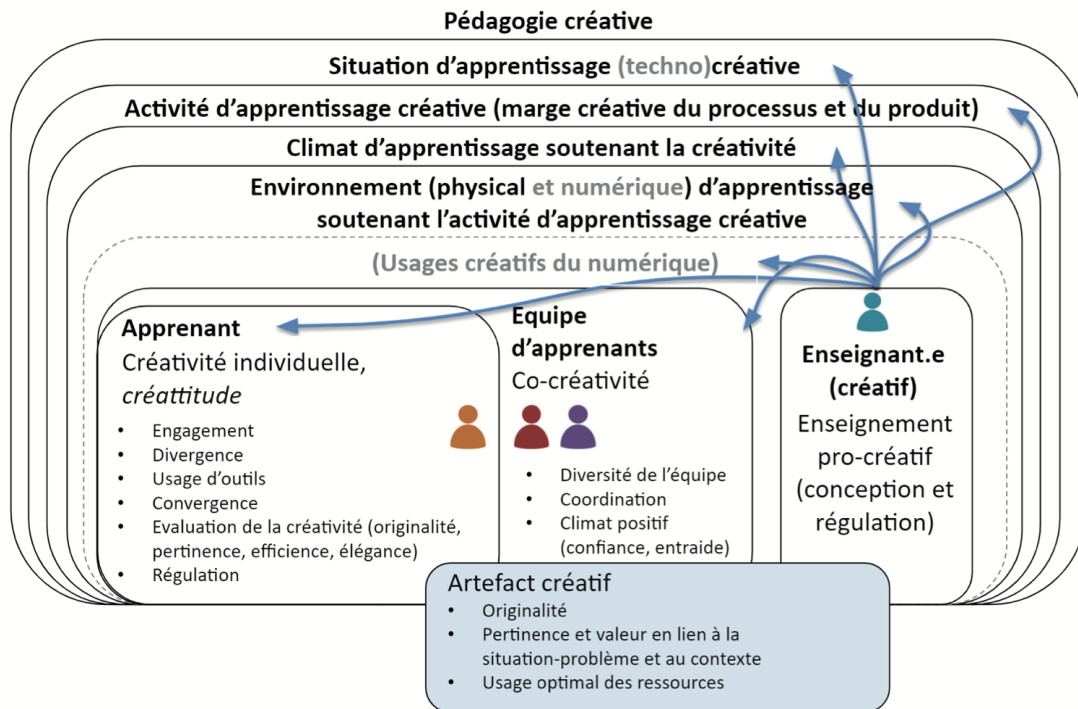 Pédagogie créative
Situation d'apprentissage (techno)créative
Activité d'apprentissage créative (marge créative du processus et du produit)
Climat d'apprentissage soutenant la créativité
Environnement (physical et numérique) d'apprentissage
soutenant l'activité d'apprentissage créative
(Usages créatifs du numérique)
Apprenant
Créativité individuelle,
créattitude
• Engagement
• Divergence
• Usage d'outils
• Convergence
• Evaluation de la créativité (originalité,
pertinence, efficience, élégance)
• Régulation
Equipe
d'apprenants
Co-créativité
• Diversité de l'équipe
• Coordination
• Climat positif
(confiance, entraide)
Enseignant.e
(créatif)
Enseignement
pro-créatif
(conception et
régulation)
Artefact créatif
• Originalité
• Pertinence et valeur en lien à la
situation-problème et au contexte
• Usage optimal des ressources